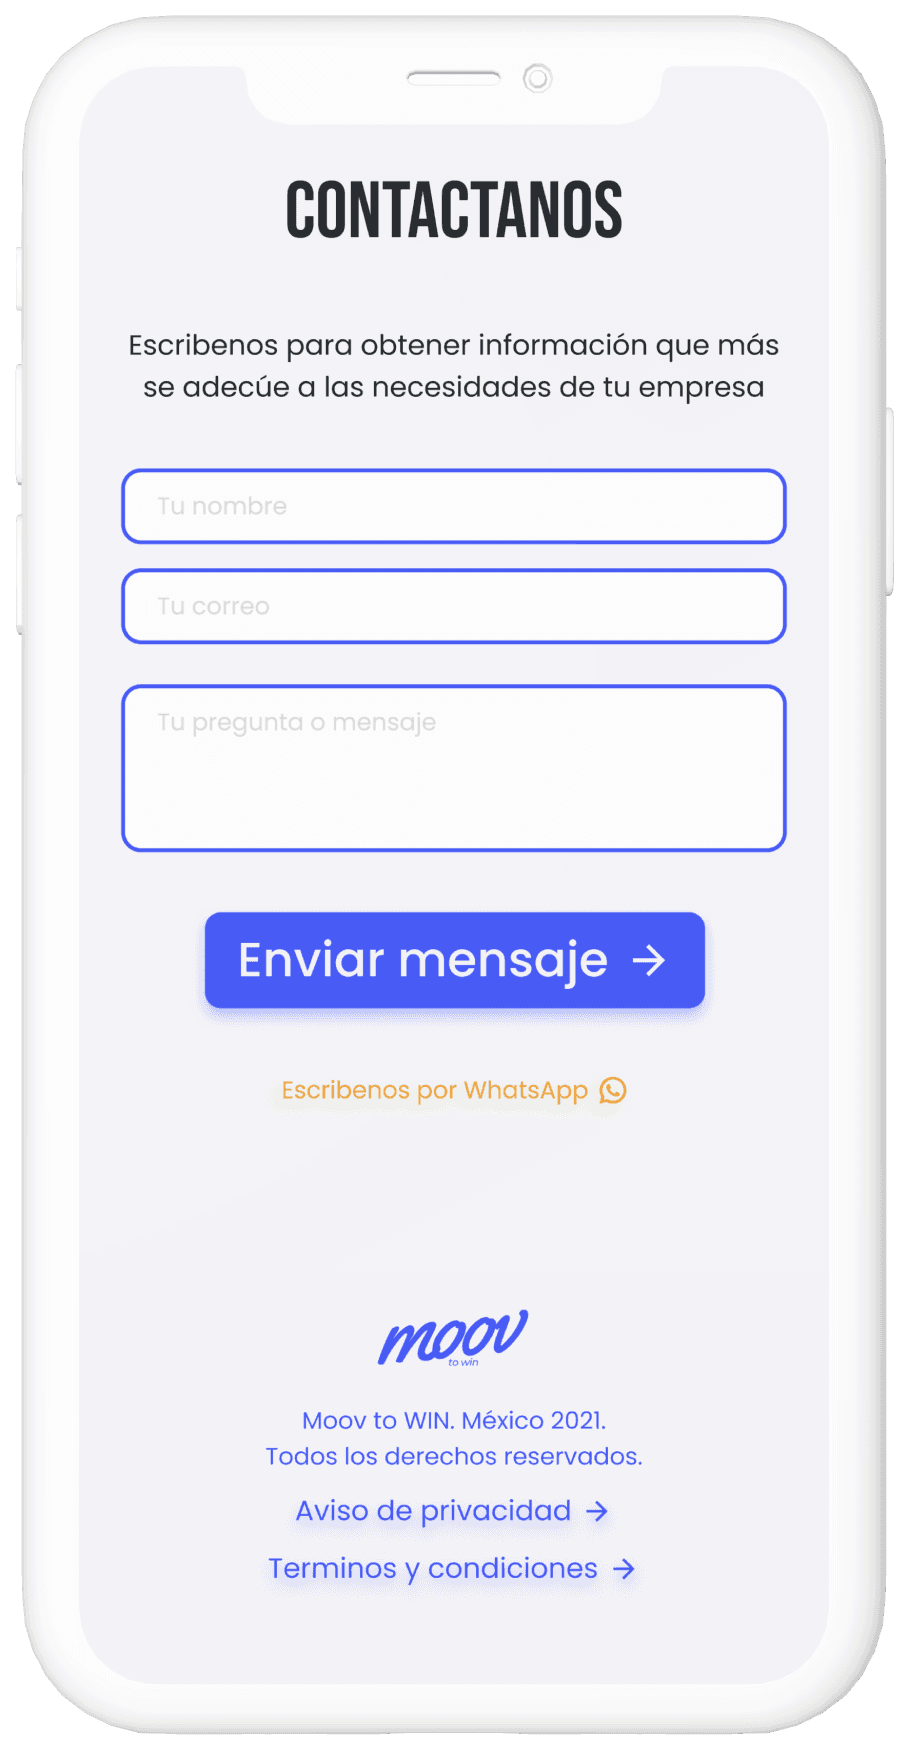 CONTACTANOS
Escribenos para obtener información que más
se adecúe a las necesidades de tu empresa
Tu nombre
Tu correo
Tu pregunta o mensaje
Enviar mensaje →
Escribenos por WhatsApp
moov
to win
Moov to WIN. México 2021.
Todos los derechos reservados.
Aviso de privacidad →
Terminos y condiciones →